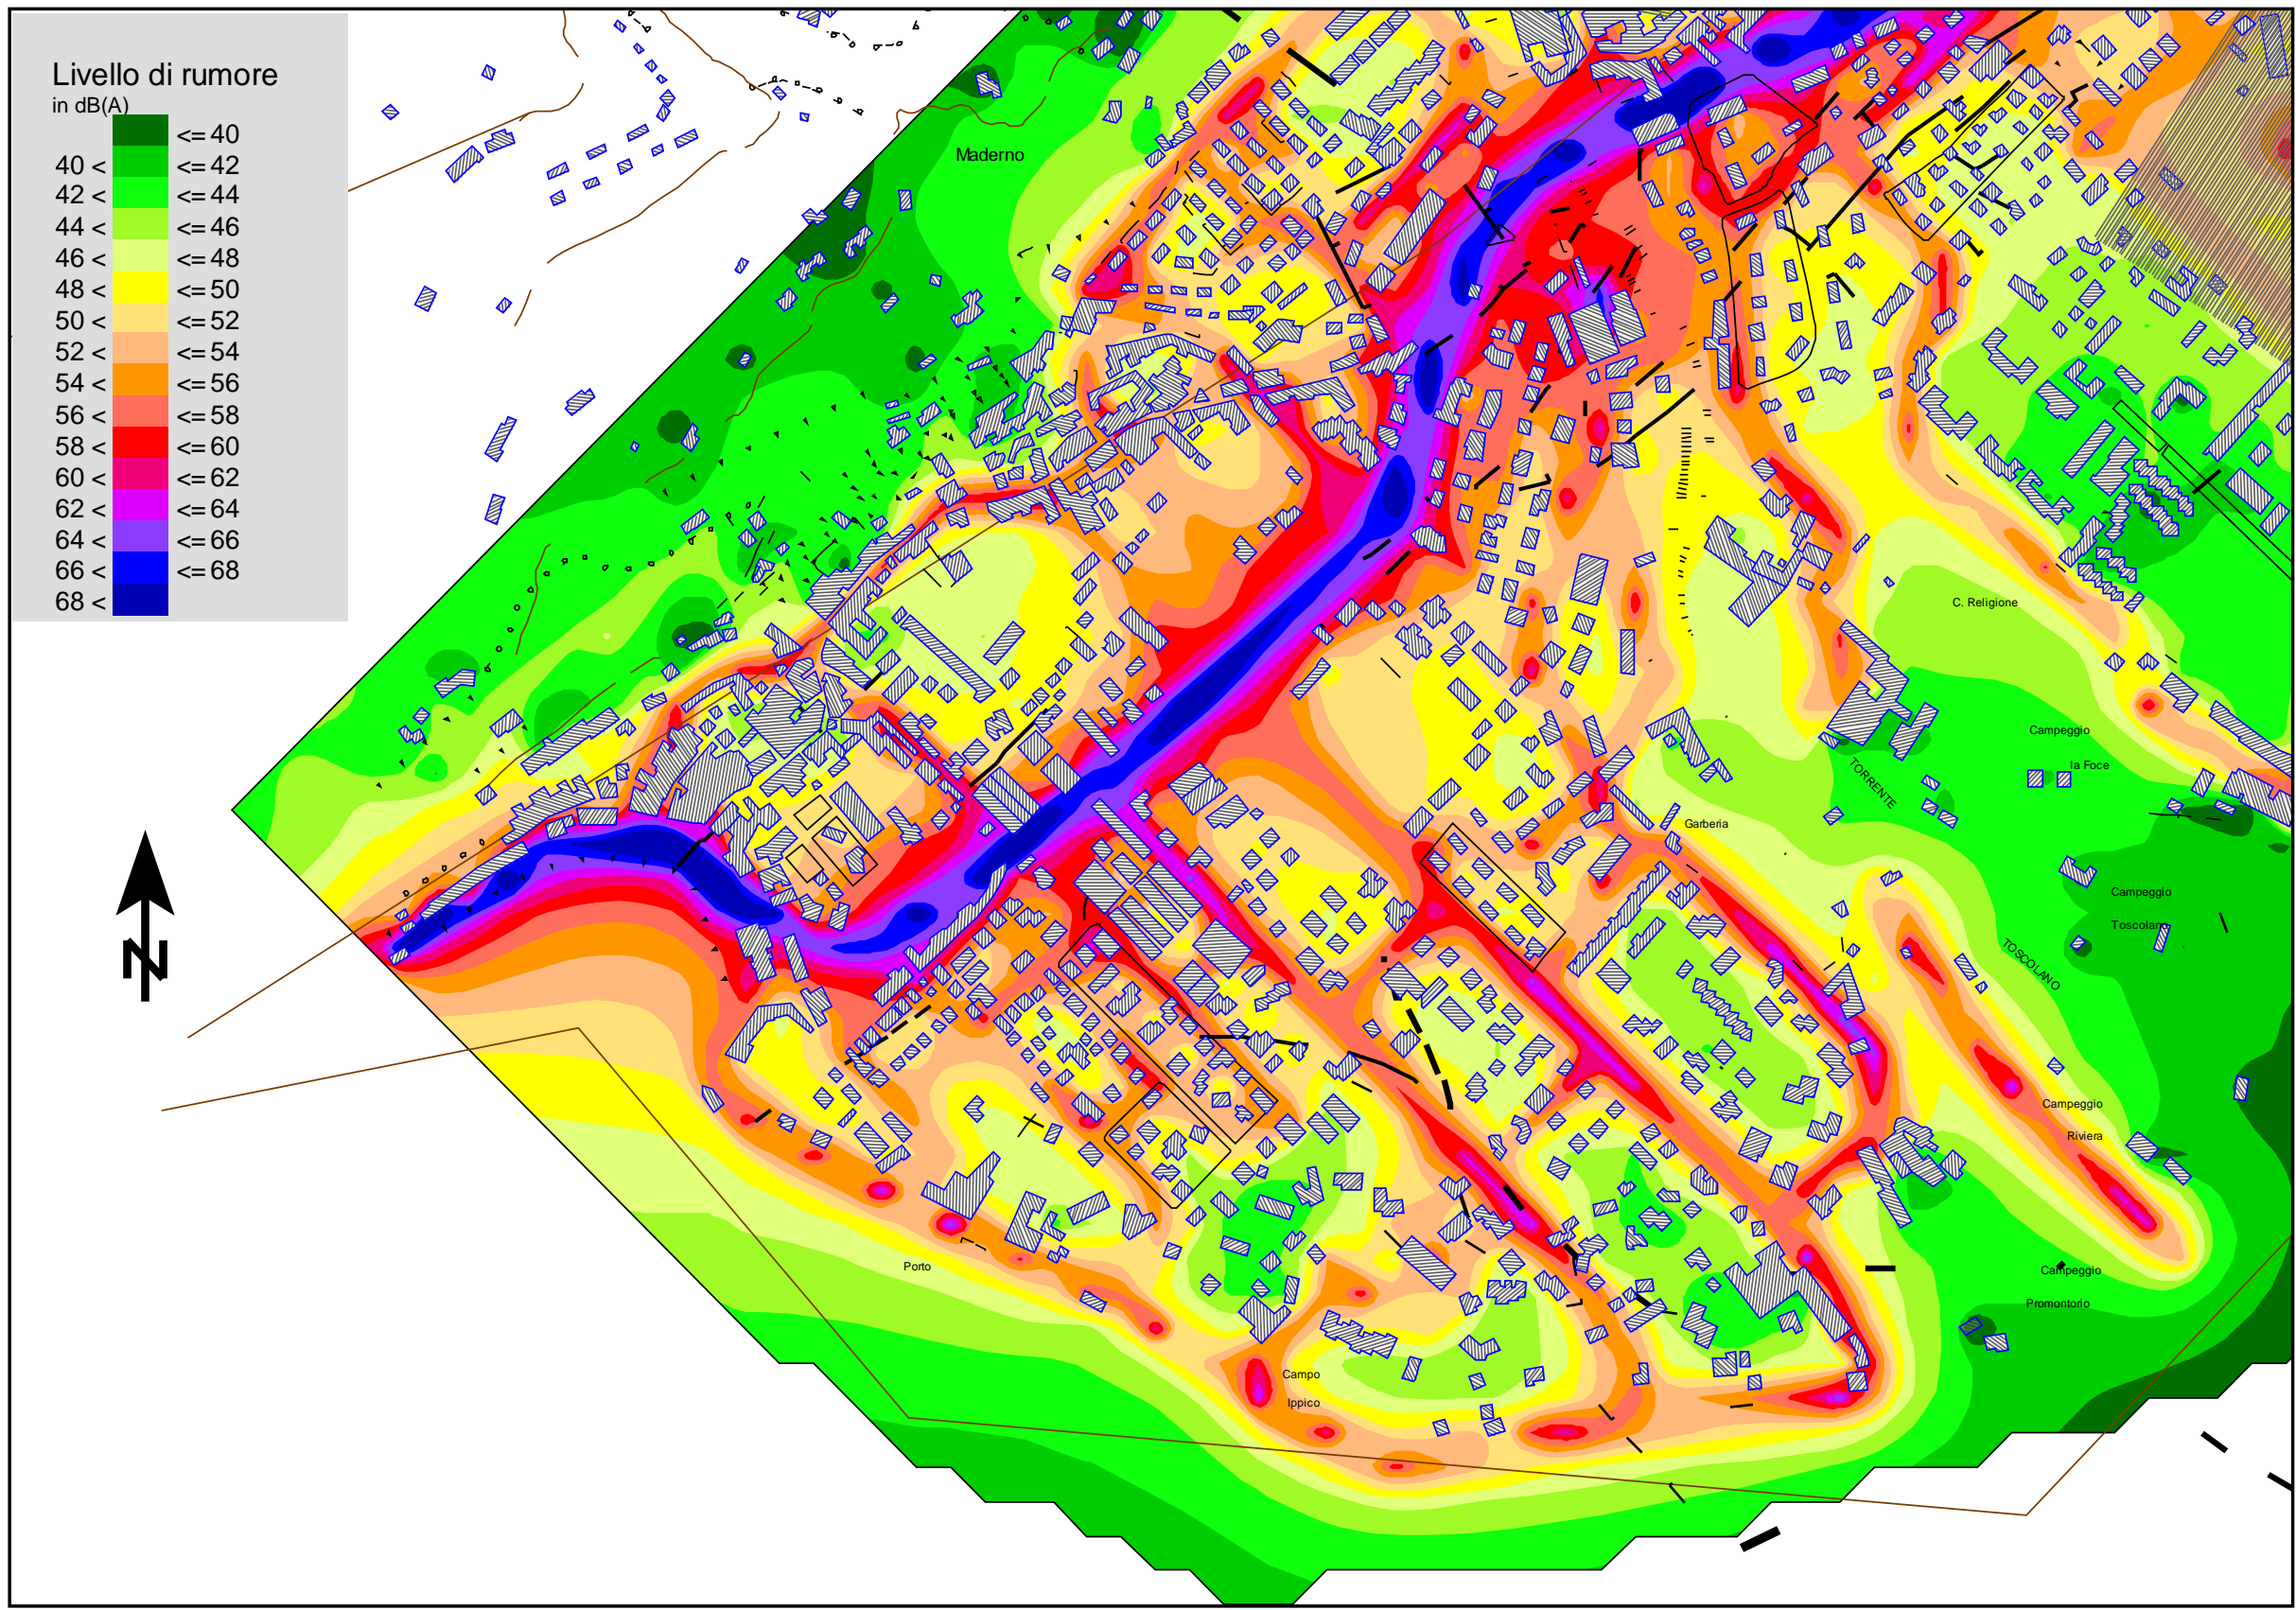 Livello di rumore
in dB(A)
<= 40
40 < <= 42
42 < <= 44
44 < <= 46
46 < <= 48
48 < <= 50
50 < <= 52
52 < <= 54
54 < <= 56
56 < <= 58
58 < <= 60
60 < <= 62
62 < <= 64
64 < <= 66
66 < <= 68
68 <
Maderno
C. Religione
Campeggio
la Foce
TORRENTE
Garberia
Campeggio
Toscolano
TOSCOLANO
N
Campeggio
Riviera
Porto
Campeggio
Promontorio
Campo
Ippico